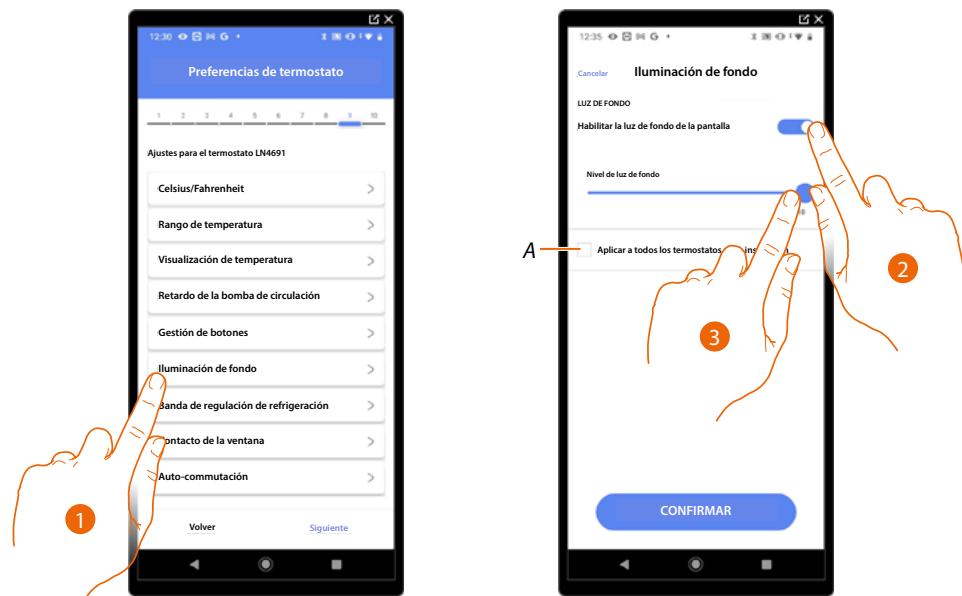 12:30 G
Preferencias de termostato
1 2 3 4 5 6 7 8 9 10
Ajustes para el termostato LN4691
Celsius/Fahrenheit
Rango de temperatura
Visualización de temperatura
Retardo de la bomba de circulación
Gestión de botones
Iluminación de fondo
Banda de regulación de refrigeración
contacto de la ventana
Auto-commutación
Volver
Siguiente
1
12:35 G
Cancelar
Iluminación de fondo
LUZ DE FONDO
Habilitar la luz de fondo de la pantalla
Nivel de luz de fondo
A
Aplicar a todos los termostatos
2
3
CONFIRMAR